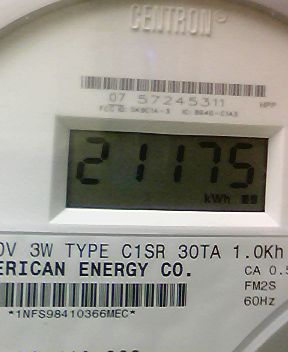 CENTRON
07 57245311 NPP
21175
kWh
0V 3W TYPE C1SR 30TA 1.0Kh
ERICAN ENERGY CO. CA 0.5
FM2S
*1NFS98410366MEC* 60Hz